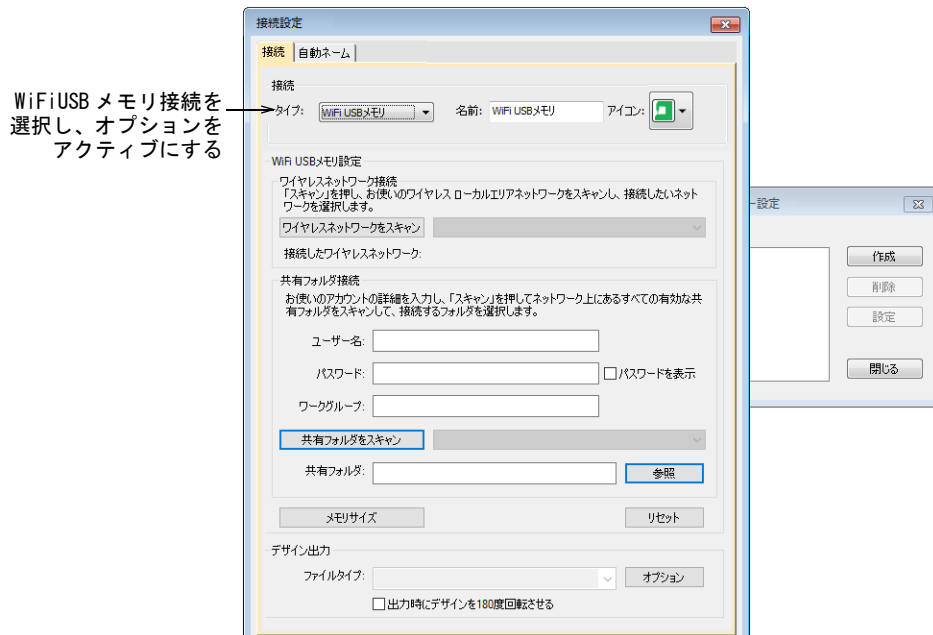 接続設定
接続 自動ネーム
接続
WiFiUSBメモリ接続を
選択し、オプションを
アクティブにする
タイプ: WiFi USBメモリ 名前: WiFi USBメモリ アイコン:
WiFi USBメモリ設定
ワイヤレスネットワーク接続
「スキャン」を押し、お使いのワイヤレス ローカルエリアネットワークをスキャンし、接続したいネット
ワークを選択します。
ワイヤレスネットワークをスキャン
接続したワイヤレスネットワーク:
共有フォルダ接続
お使いのアカウントの詳細を入力し、「スキャン」を押してネットワーク上にあるすべての有効な共
有フォルダをスキャンして、接続するフォルダを選択します。
ユーザー名:
パスワード: パスワードを表示
ワークグループ:
共有フォルダをスキャン
共有フォルダ: 参照
メモリサイズ リセット
デザイン出力
ファイルタイプ: オプション
出力時にデザインを180度回転させる
ー設定
作成
削除
設定
閉じる